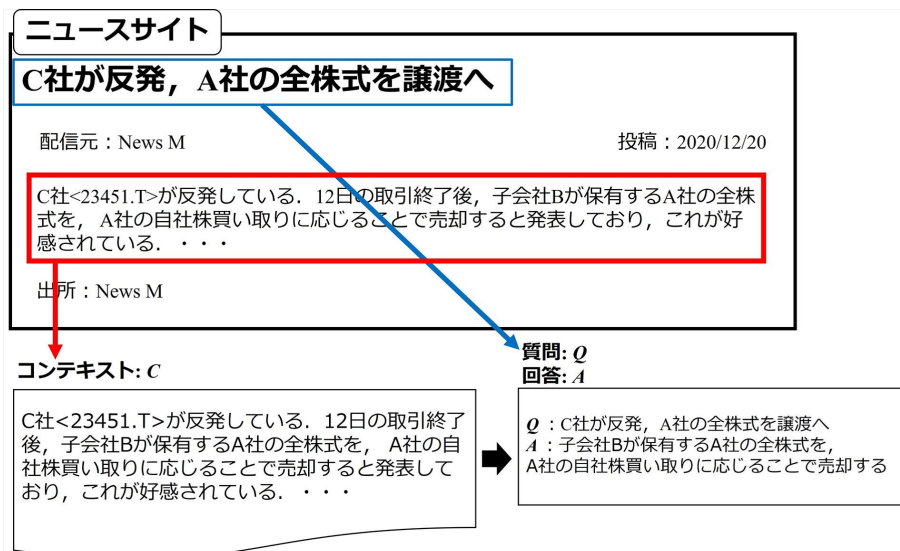 ニュースサイト
C社が反発，A社の全株式を譲渡へ
配信元：News M
投稿：2020/12/20
C社<23451.T>が反発している．12日の取引終了後，子会社Bが保有するA社の全株
式を， A社の自社株買い取りに応じることで売却すると発表しており，これが好
感されている．・・・
出所：News M
コンテキスト: C
質問: Q
回答: A
C社<23451.T>が反発している．12日の取引終了
後，子会社Bが保有するA社の全株式を， A社の自
社株買い取りに応じることで売却すると発表して
おり，これが好感されている．・・・
Q：C社が反発，A社の全株式を譲渡へ
A：子会社Bが保有するA社の全株式を，
A社の自社株買い取りに応じることで売却する